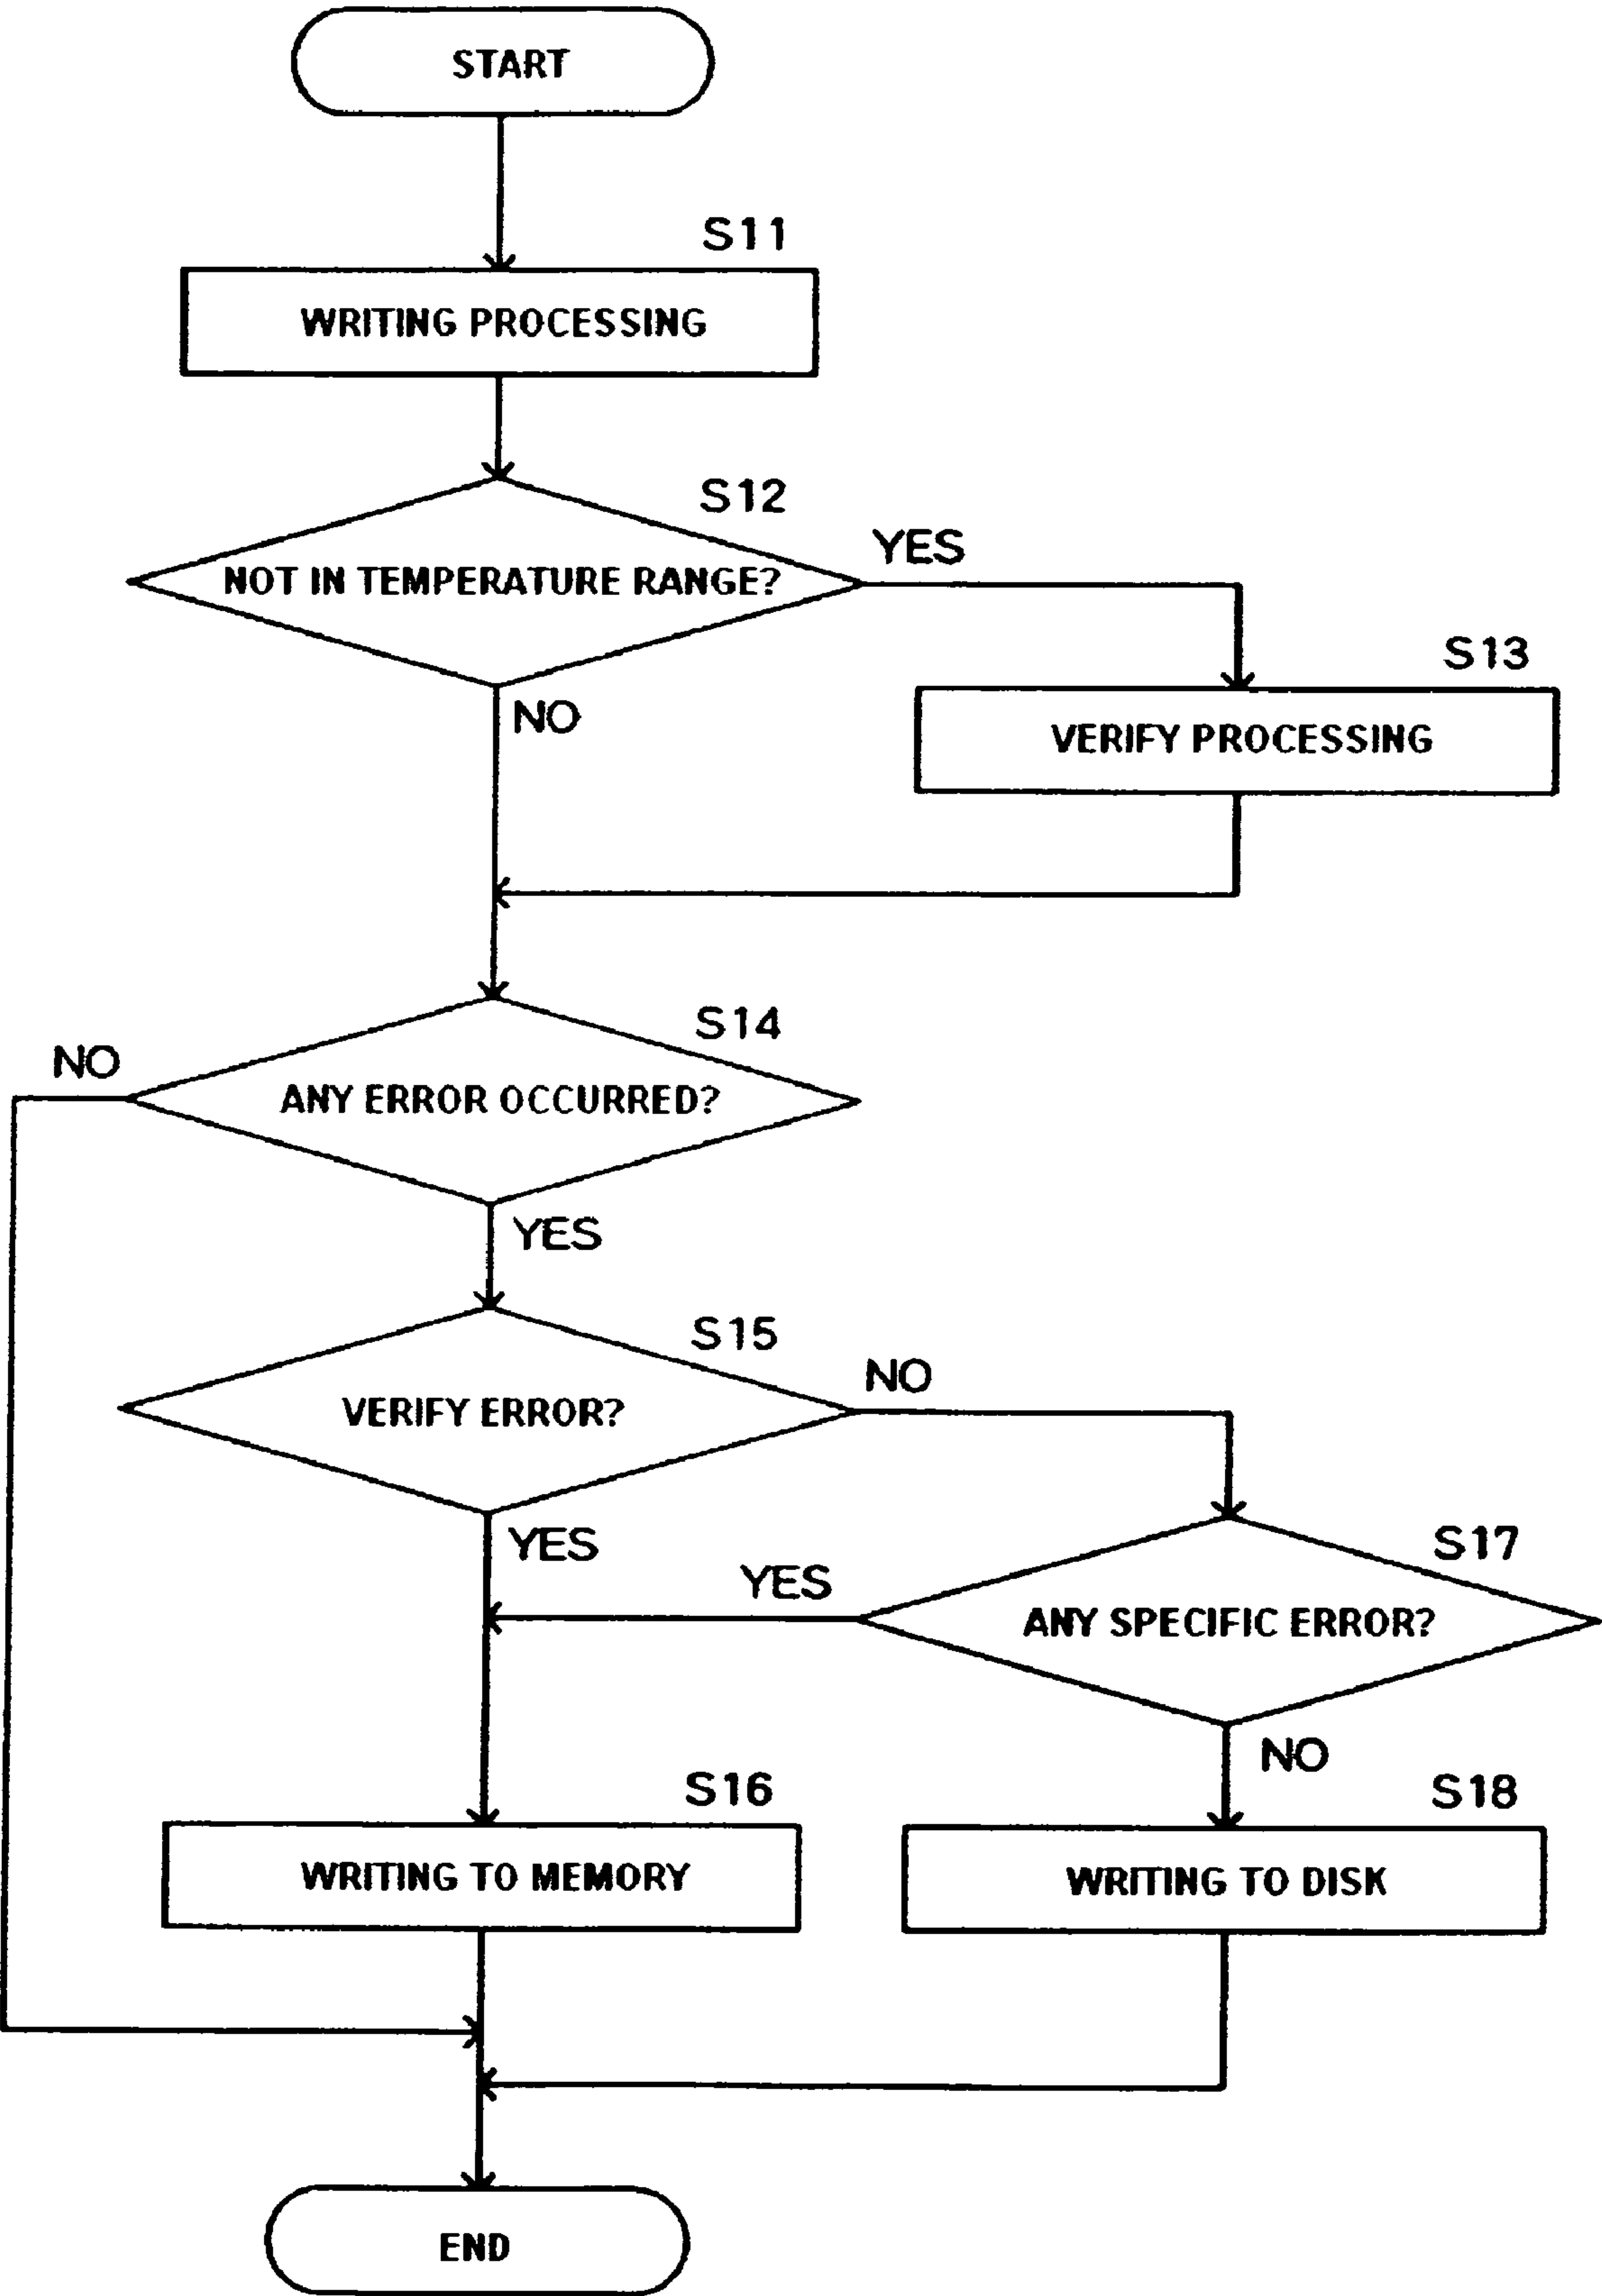 START
S11
WRITING PROCESSING
S12
YES
NOT IN TEMPERATURE RANGE?
S13
NO
VERIFY PROCESSING
S14
NO
ANY ERROR OCCURRED?
YES
S15
NO
VERIFY ERROR?
YES
S17
YES
ANY SPECIFIC ERROR?
NO
S16
S18
WRITING TO MEMORY
WRITING TO DISK
END